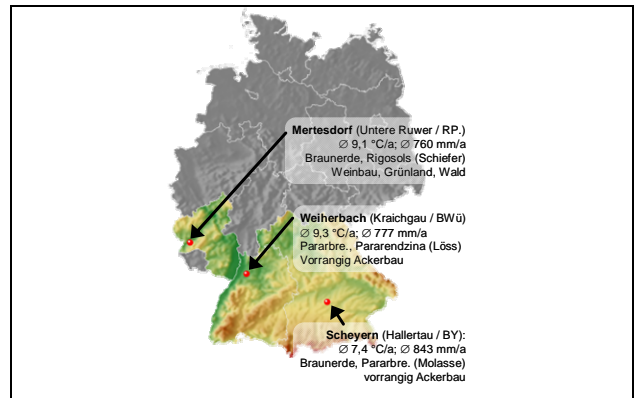 Mertesdorf (Untere Ruwer / RP.)
∅ 9,1 °C/a; ∅ 760 mm/a
Braunerde, Rigosols (Schiefer)
Weinbau, Grünland, Wald
Weiherbach (Kraichgau / BWü)
∅ 9,3 °C/a; ∅ 777 mm/a
Pararbre., Pararendzina (Löss)
Vorrangig Ackerbau
Scheyern (Hallertau / BY):
∅ 7,4 °C/a; ∅ 843 mm/a
Braunerde, Pararbre. (Molasse)
vorrangig Ackerbau